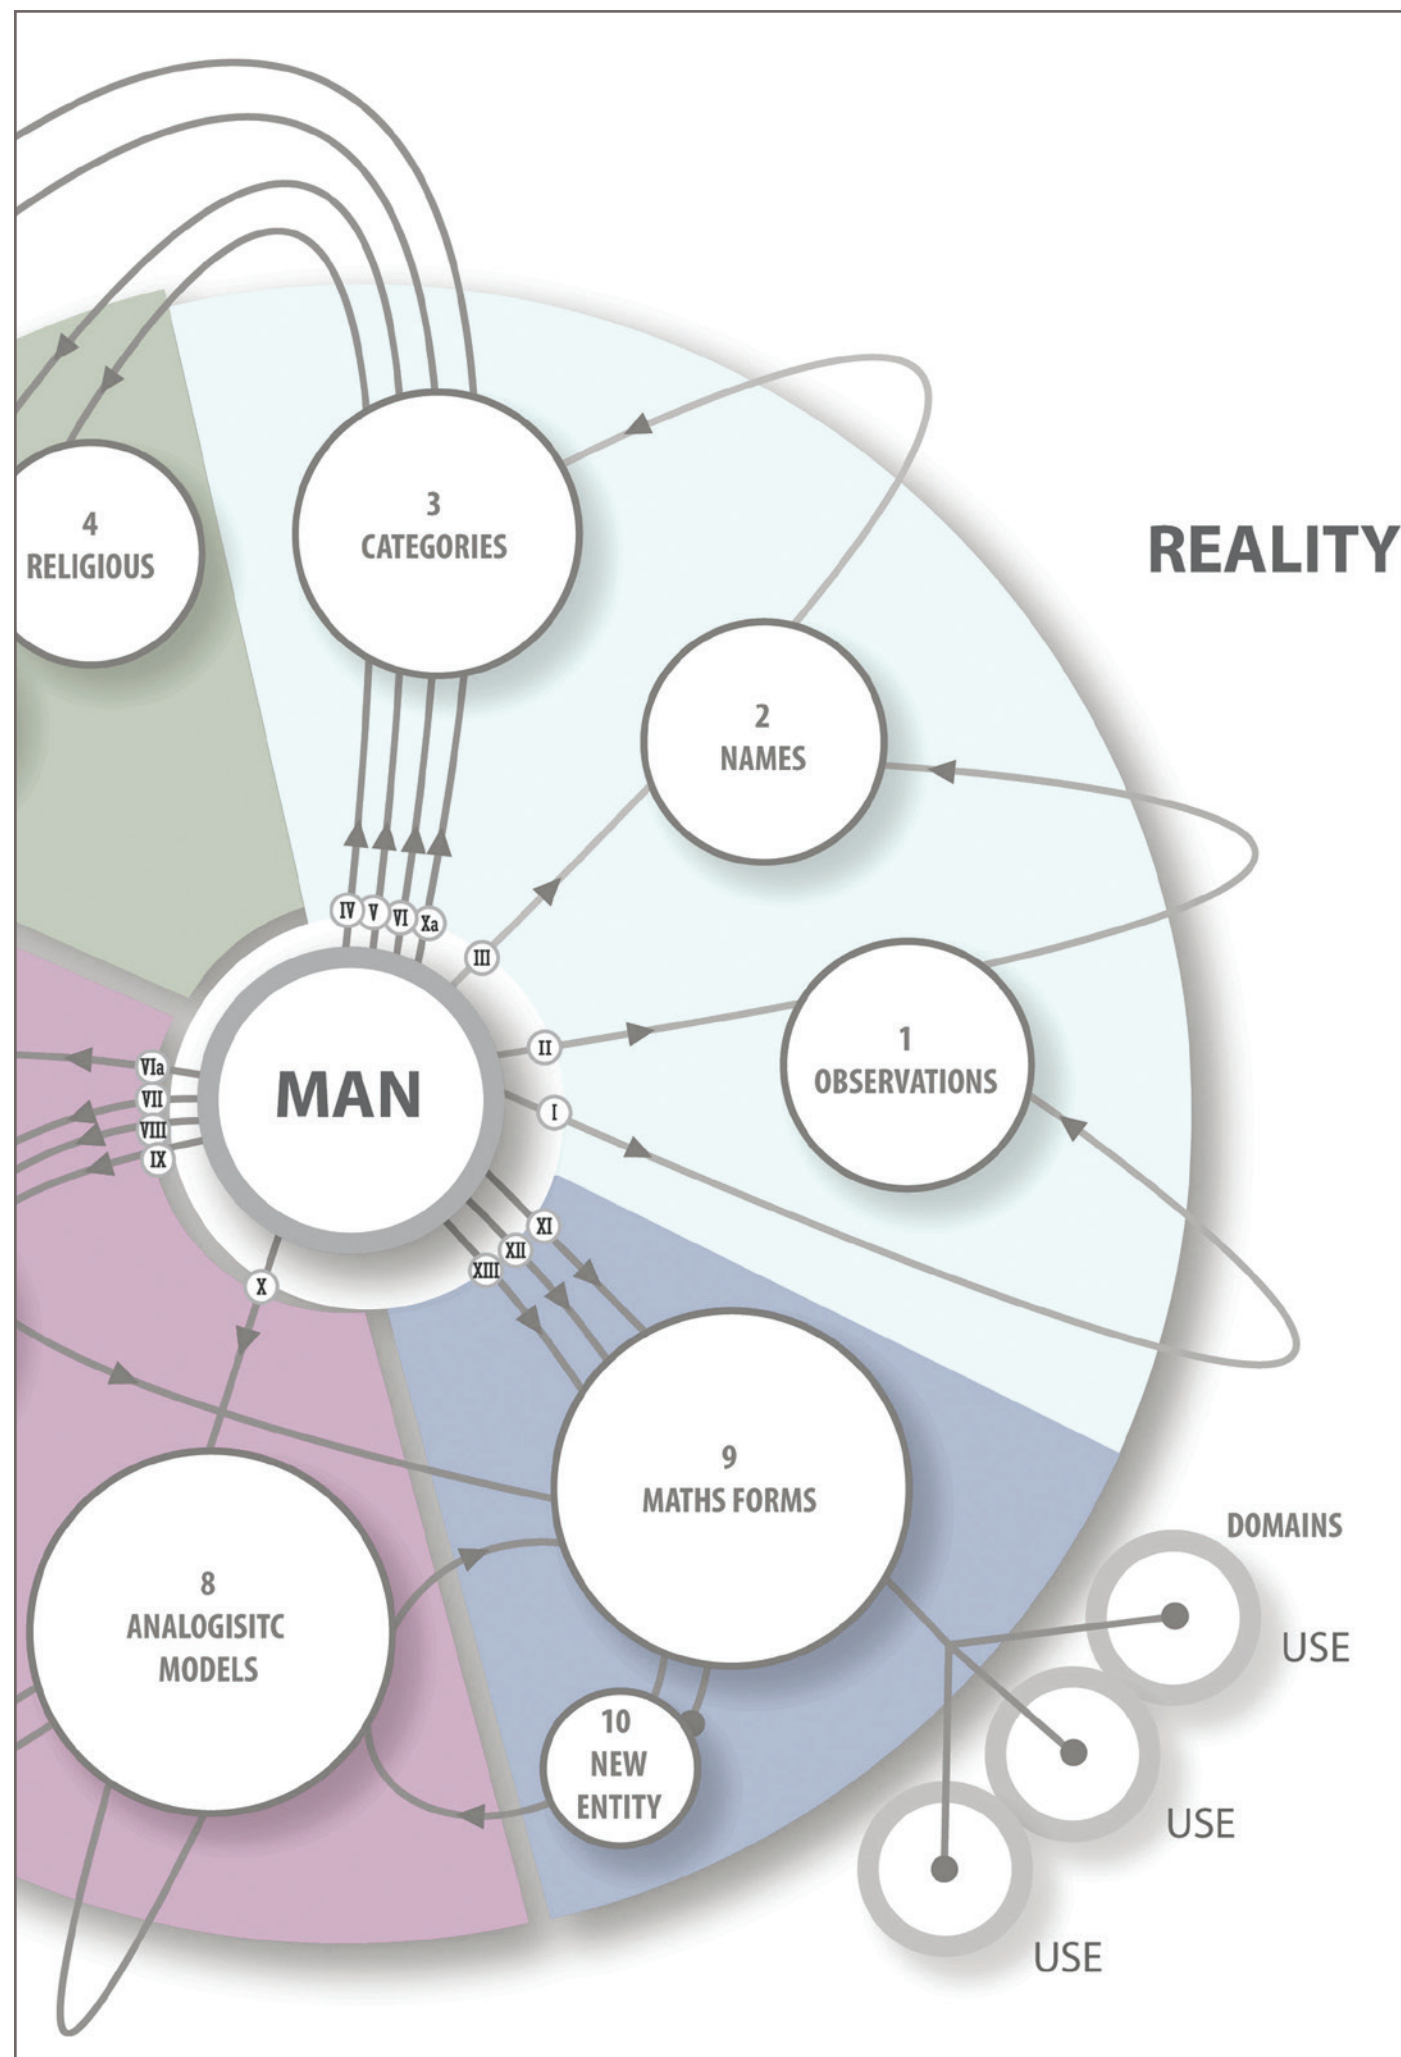 3
CATEGORIES
4
RELIGIOUS
REALITY
2
NAMES
IV
V
VI
Xa
III
II
1
OBSERVATIONS
I
MAN
VIa
VII
VIII
IX
X
XI
XII
XIII
9
MATHS FORMS
DOMAINS
USE
8
ANALOGISITC
MODELS
10
NEW
ENTITY
USE
USE